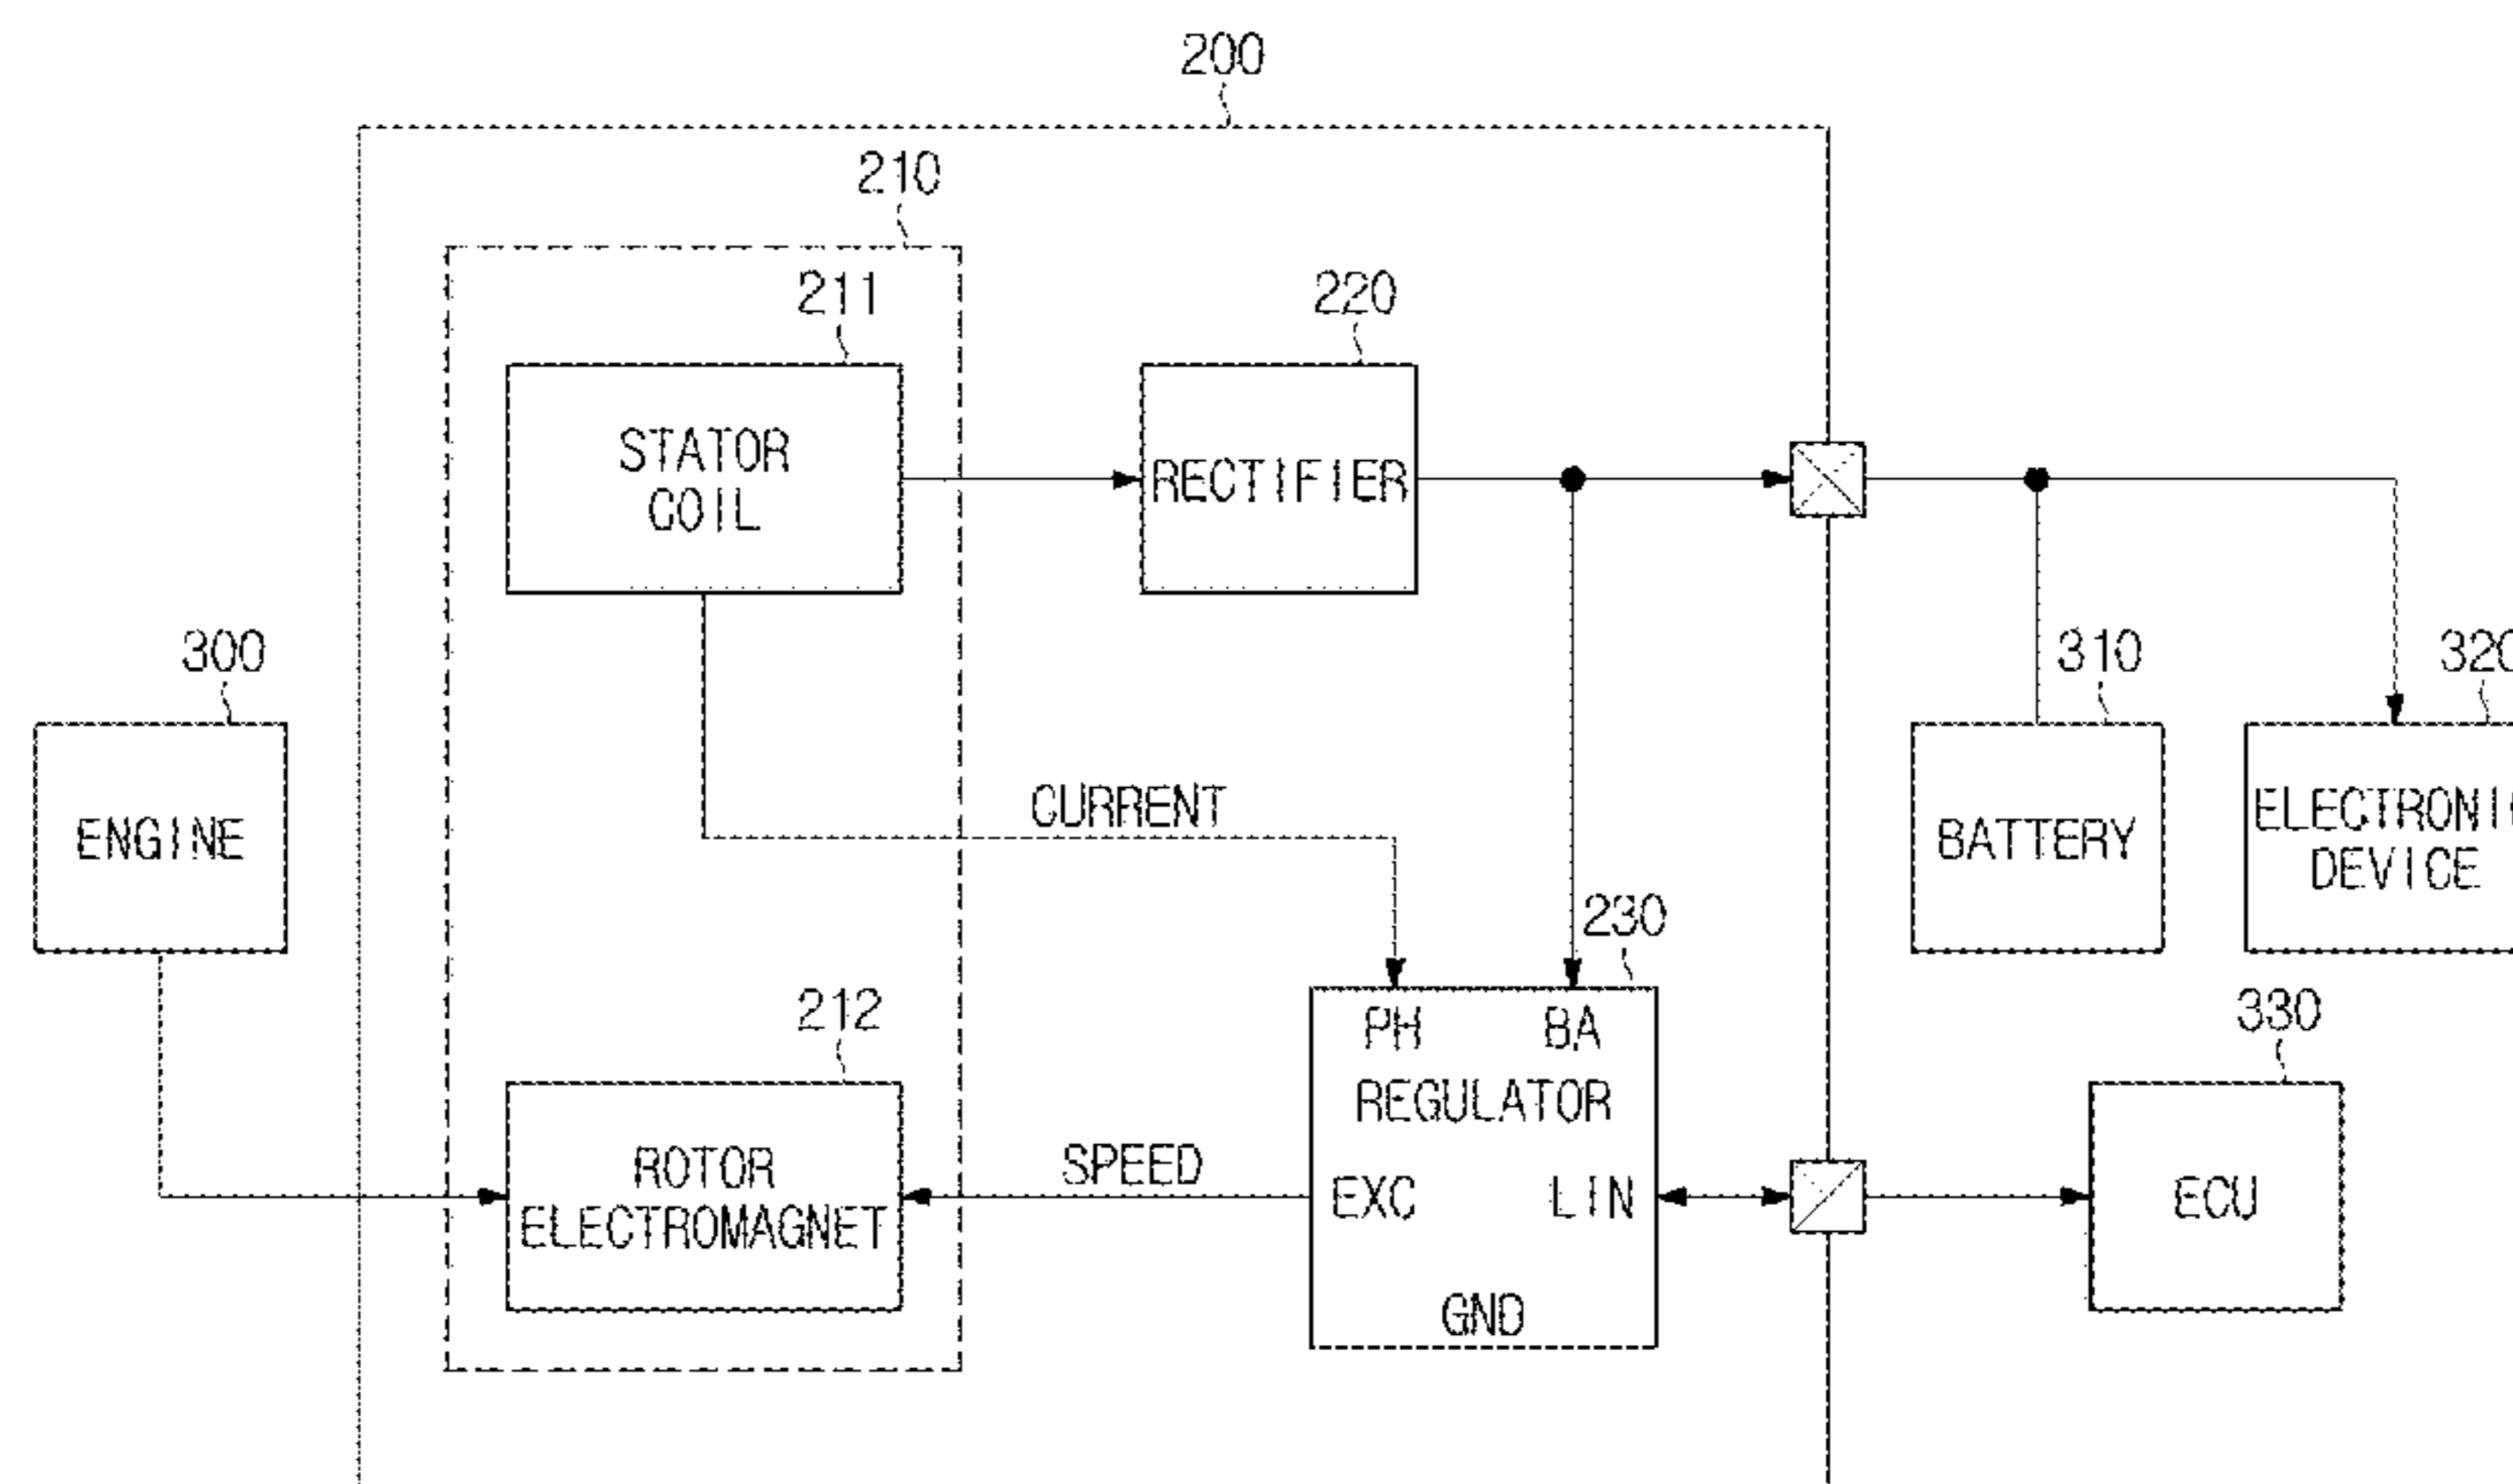 200
210
211
220
STATOR
COIL
RECTIFIER
300
310
320
ENGINE
CURRENT
BATTERY
ELECTRONIC
DEVICE
230
212
330
PH BA
REGULATOR
ROTOR
ELECTROMAGNET
SPEED
EXC LIN
ECU
GND